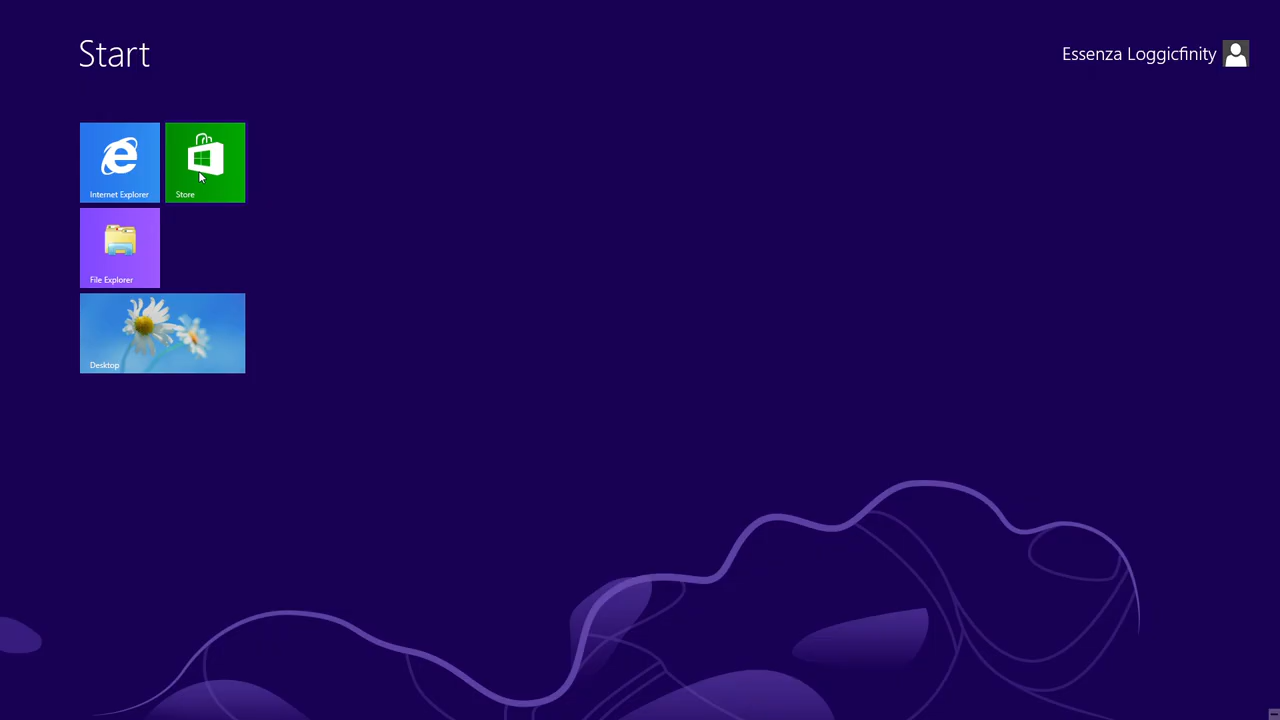 Start
Essenza Loggicfinity
Internet Explorer
Store
File Explorer
Desktop